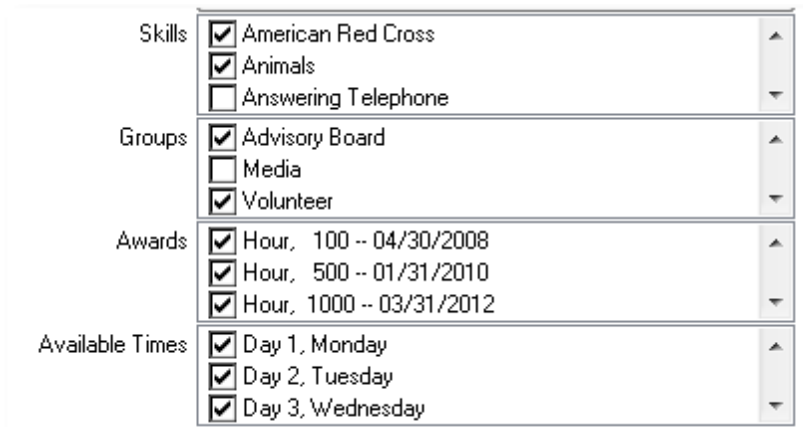 Skills American Red Cross
Animals
Answering Telephone
Groups Advisory Board
Media
Volunteer
Awards Hour, 100 -- 04/30/2008
Hour, 500 -- 01/31/2010
Hour, 1000 -- 03/31/2012
Available Times Day 1, Monday
Day 2, Tuesday
Day 3, Wednesday